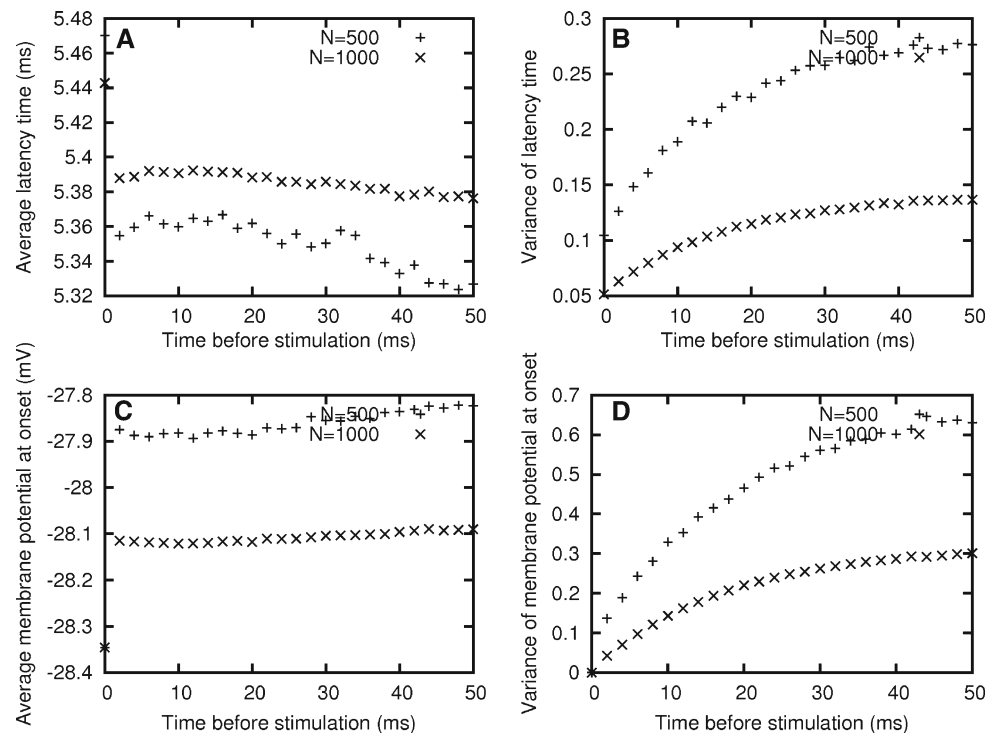 A
N=500
N=1000
5.48
5.46
5.44
5.42
5.4
5.38
5.36
5.34
5.32
0 10 20 30 40 50
Average latency time (ms)
Time before stimulation (ms)
B
N=500
N=1000
0.3
0.25
0.2
0.15
0.1
0.05
0 10 20 30 40 50
Variance of latency time
Time before stimulation (ms)
C
N=500
N=1000
-27.8
-27.9
-28
-28.1
-28.2
-28.3
-28.4
0 10 20 30 40 50
Average membrane potential at onset (mV)
Time before stimulation (ms)
D
N=500
N=1000
0.7
0.6
0.5
0.4
0.3
0.2
0.1
0
0 10 20 30 40 50
Variance of membrane potential at onset
Time before stimulation (ms)